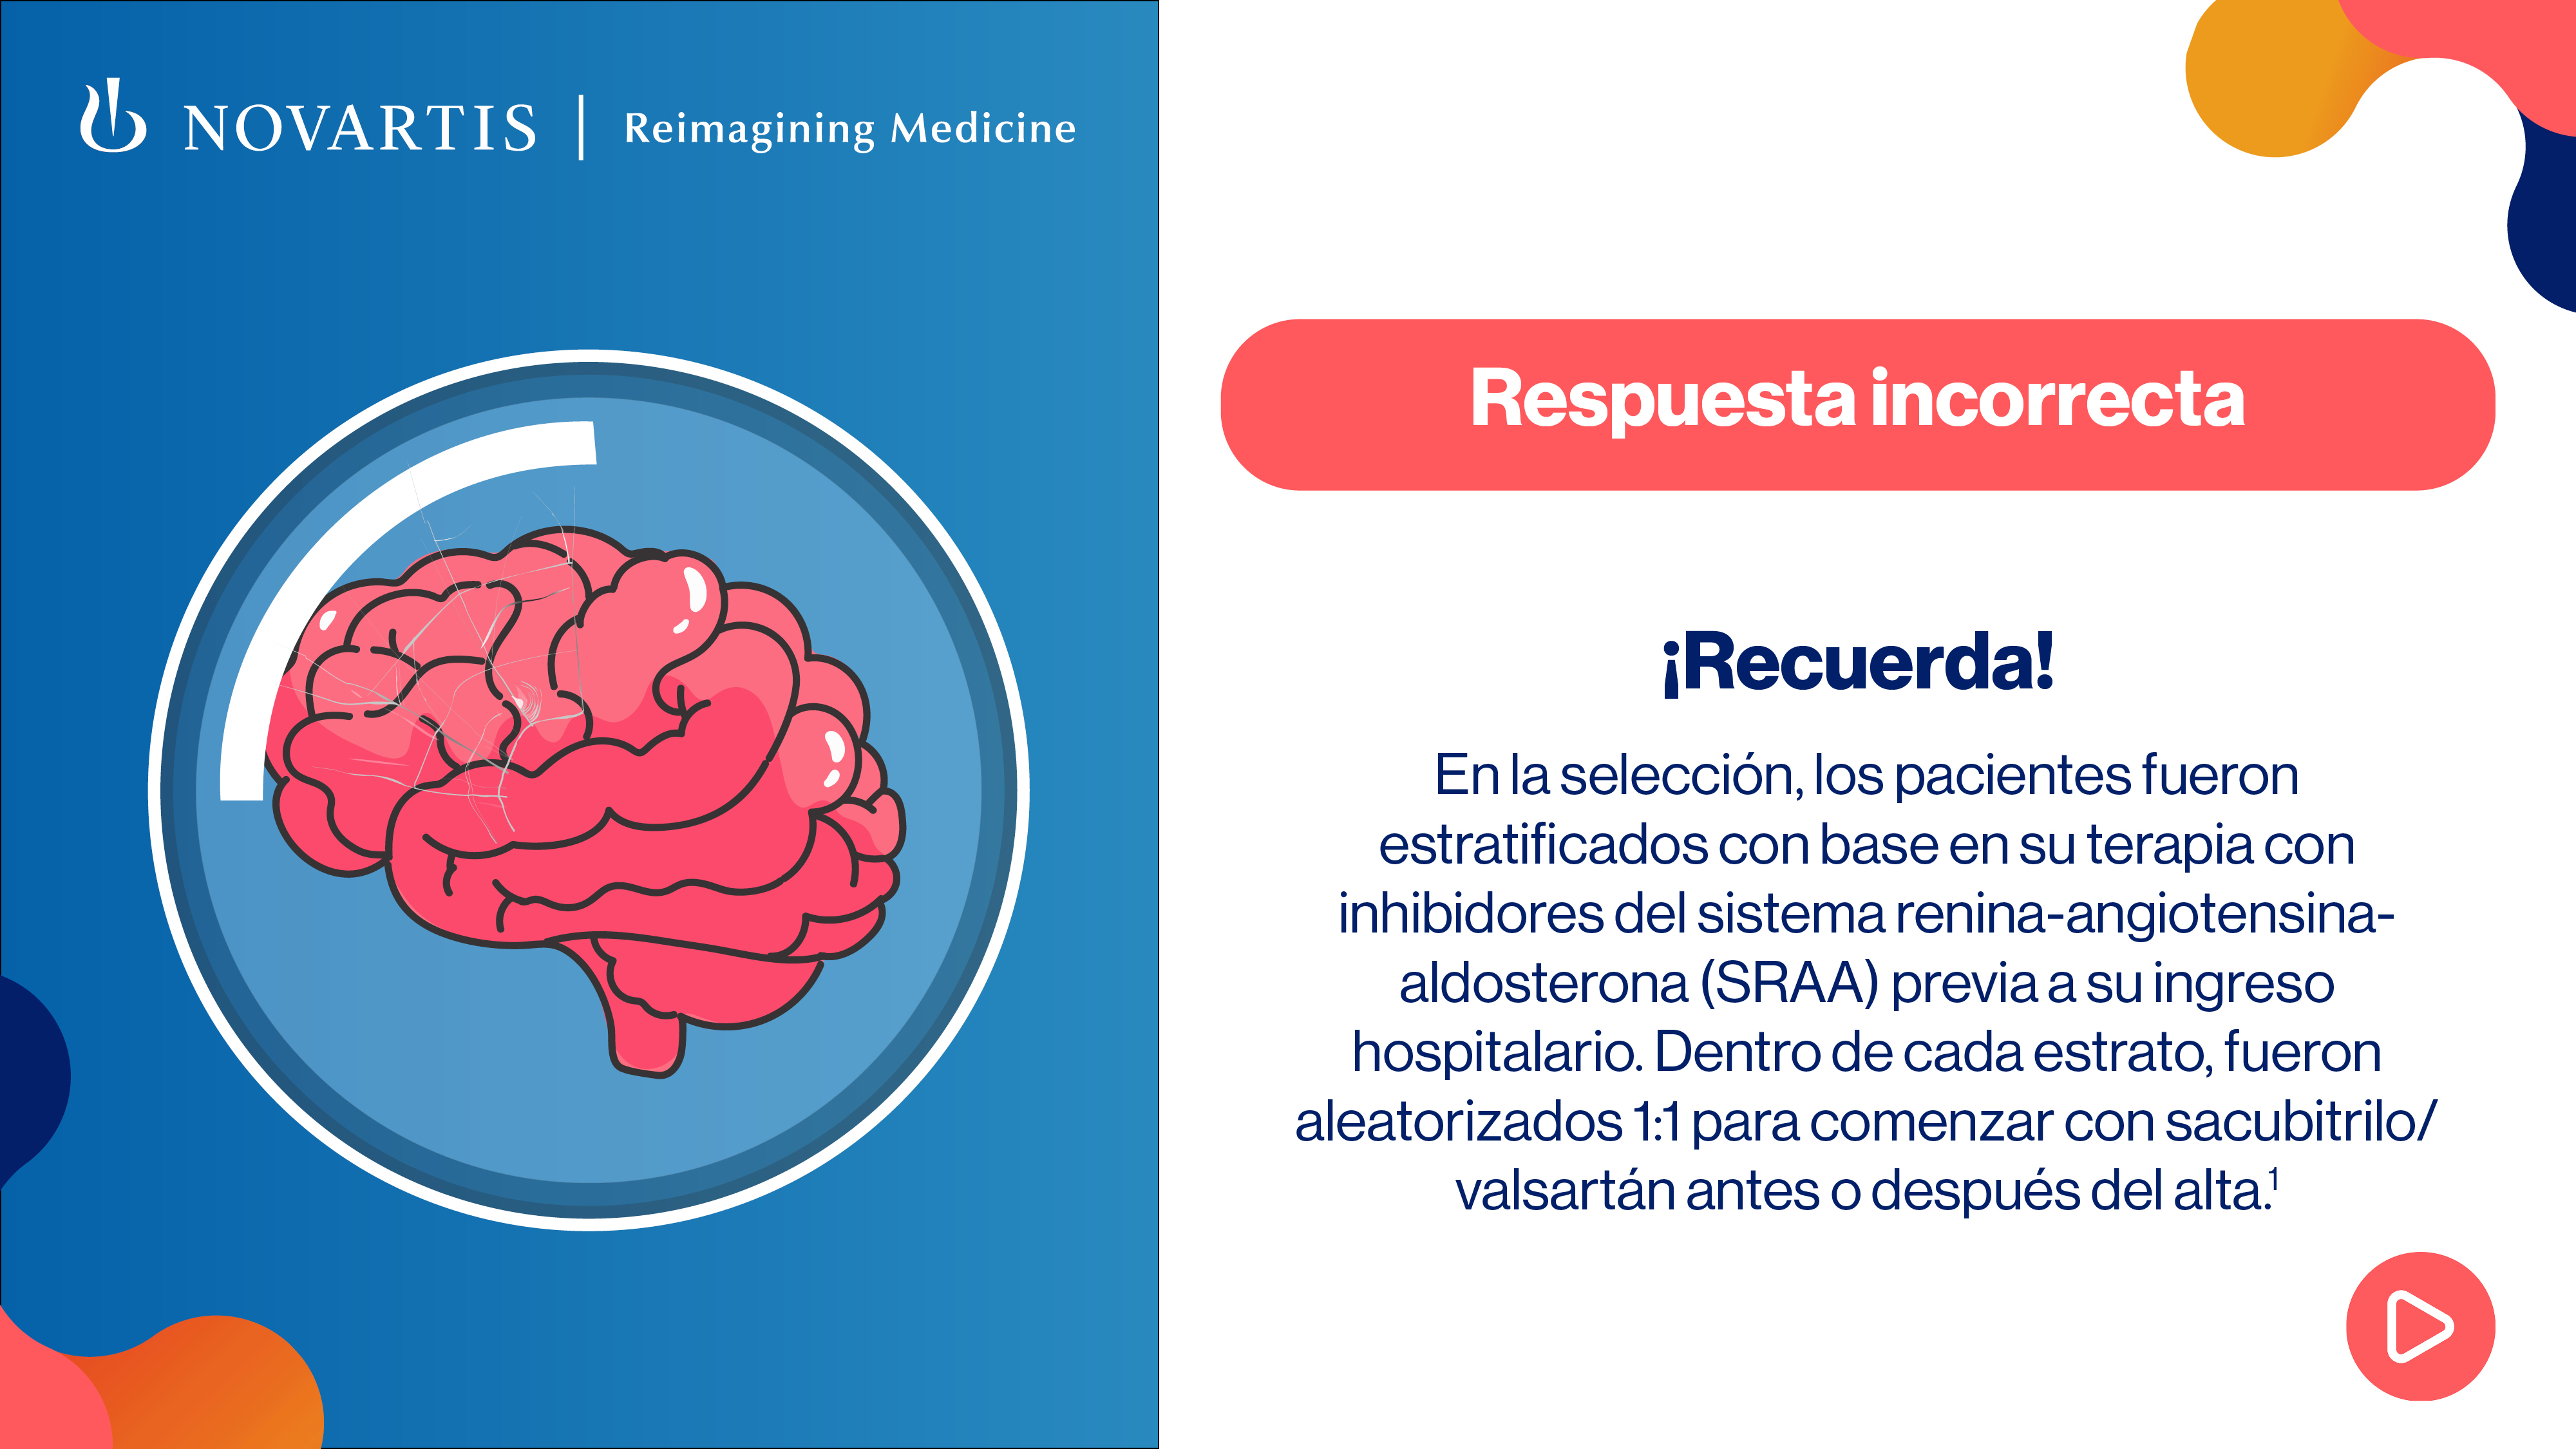 NOVARTIS | Reimagining Medicine
Respuesta incorrecta
¡Recuerda!
En la selección, los pacientes fueron
estratificados con base en su terapia con
inhibidores del sistema renina-angiotensina-
aldosterona (SRAA) previa a su ingreso
hospitalario. Dentro de cada estrato, fueron
aleatorizados 1:1 para comenzar con sacubitrilo/
valsartán antes o después del alta.¹